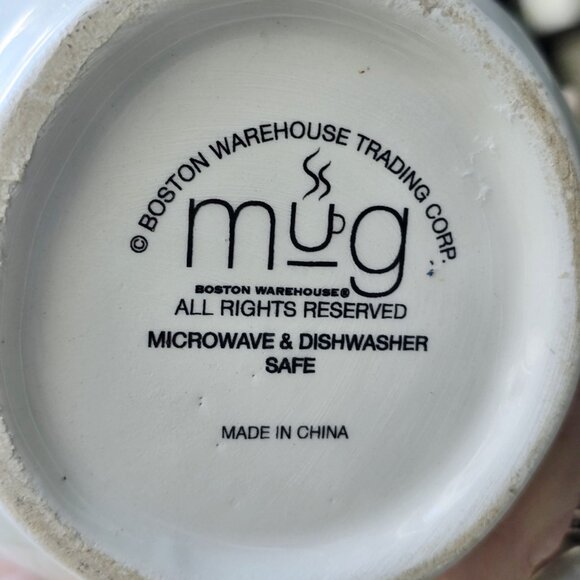 © BOSTON WAREHOUSE TRADING CORP.
mug
BOSTON WAREHOUSE®
ALL RIGHTS RESERVED
MICROWAVE & DISHWASHER
SAFE
MADE IN CHINA